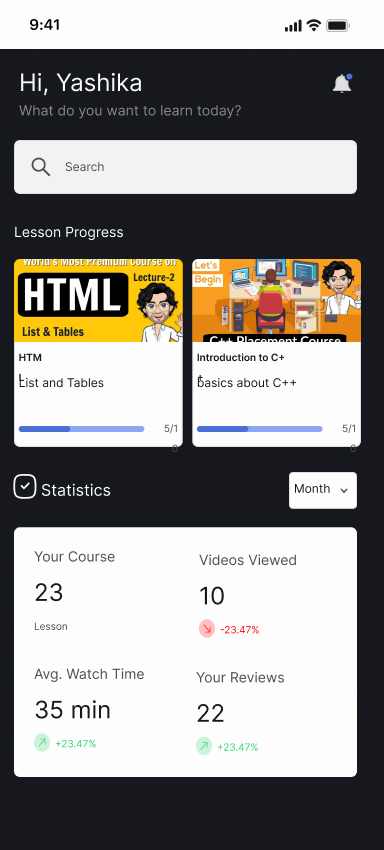 9:41
Hi, Yashika
What do you want to learn today?
Search
Lesson Progress
World's Most Premium Course on
HTML
Lecture-2
List & Tables
HTM
L
List and Tables
5/1
0
Let's
Begin
C++ Placement Course
Introduction to C+
+
basics about C++
5/1
0
Statistics
Month
Your Course
23
Lesson
Videos Viewed
10
-23.47%
Avg. Watch Time
35 min
+23.47%
Your Reviews
22
+23.47%